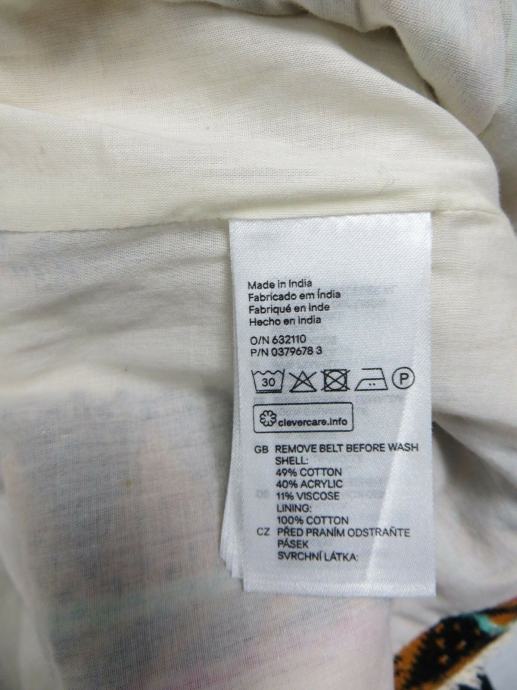 Made in India
Fabricado em Índia
Fabriqué en Inde
Hecho en India
O/N 632110
P/N 0379678 3
30 P
clevercare.info
GB REMOVE BELT BEFORE WASH
SHELL:
49% COTTON
40% ACRYLIC
11% VISCOSE
LINING:
100% COTTON
CZ PŘED PRANÍM ODSTRAŇTE
PÁSEK
SVRCHNÍ LÁTKA: